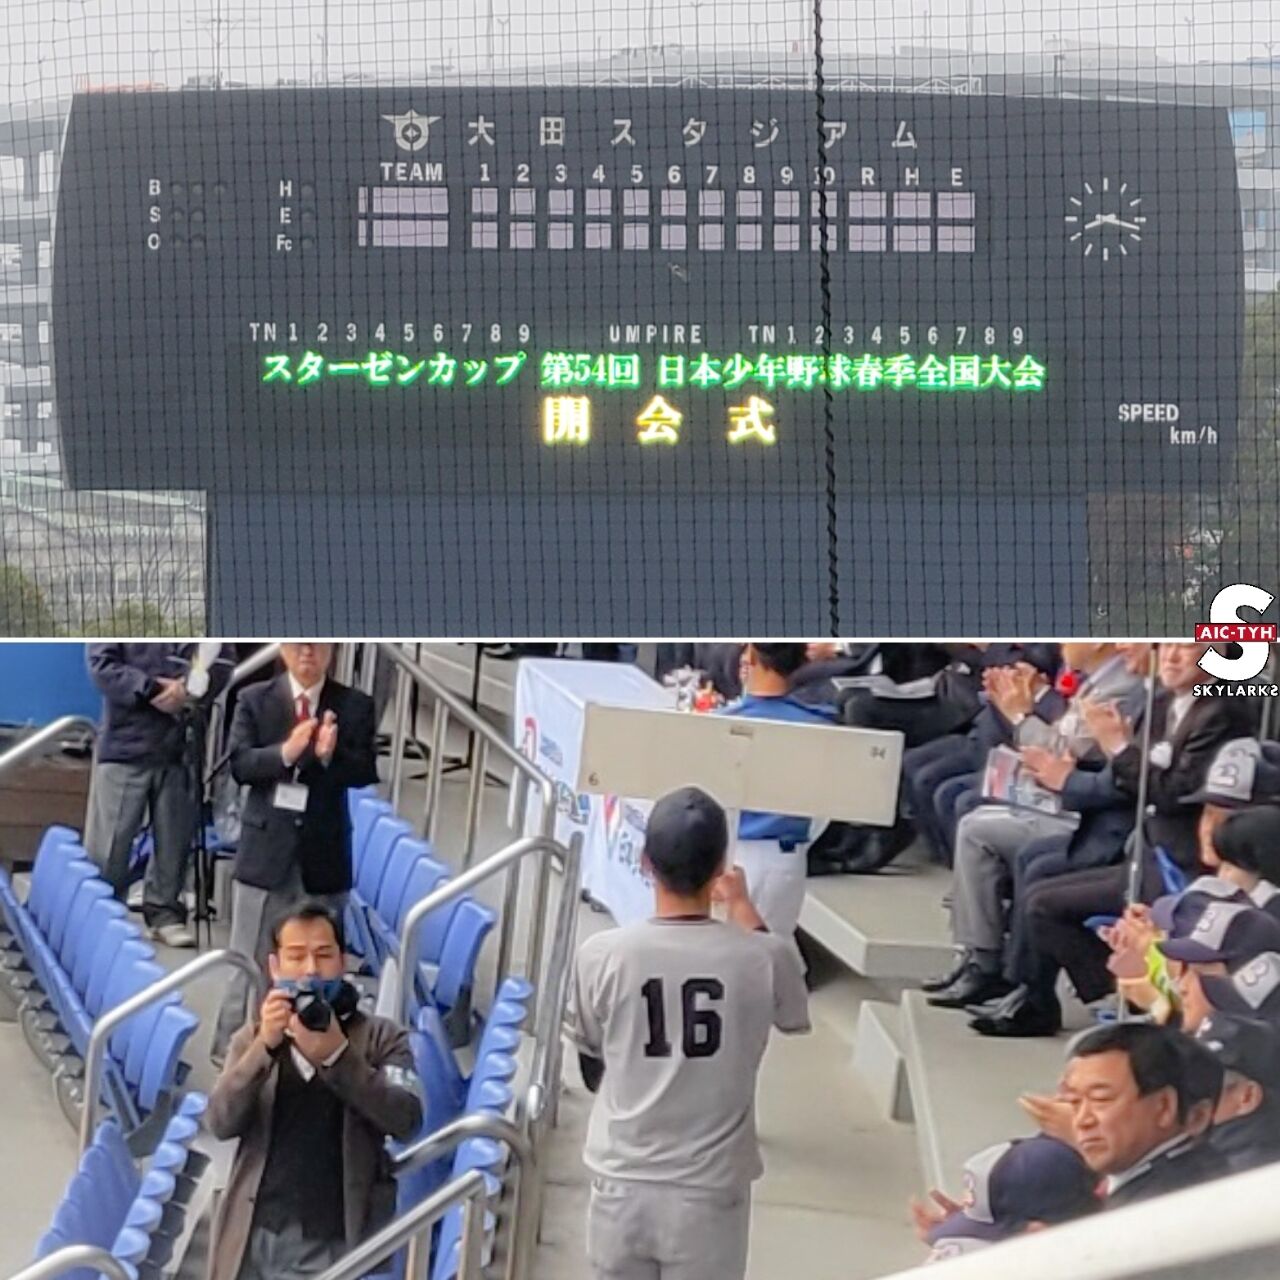 大田スタジアム
TEAM 1 2 3 4 5 6 7 8 9 10 R H E
B H
S E
O Fc
TN 1 2 3 4 5 6 7 8 9 UMPIRE TN 1 2 3 4 5 6 7 8 9
スターゼンカップ 第54回 日本少年野球春季全国大会
開会式
SPEED
km/h
S
AIC-TYH
SKYLARKS
6
16